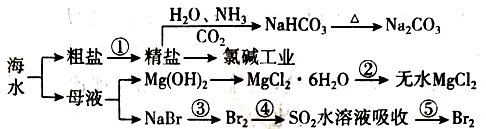 H₂O、NH₃
CO₂
NaHCO₃ △ Na₂CO₃
海水
粗盐 ① 精盐 氯碱工业
母液
Mg(OH)₂ MgCl₂·6H₂O ② 无水MgCl₂
NaBr ③ Br₂ ④ SO₂水溶液吸收 ⑤ Br₂